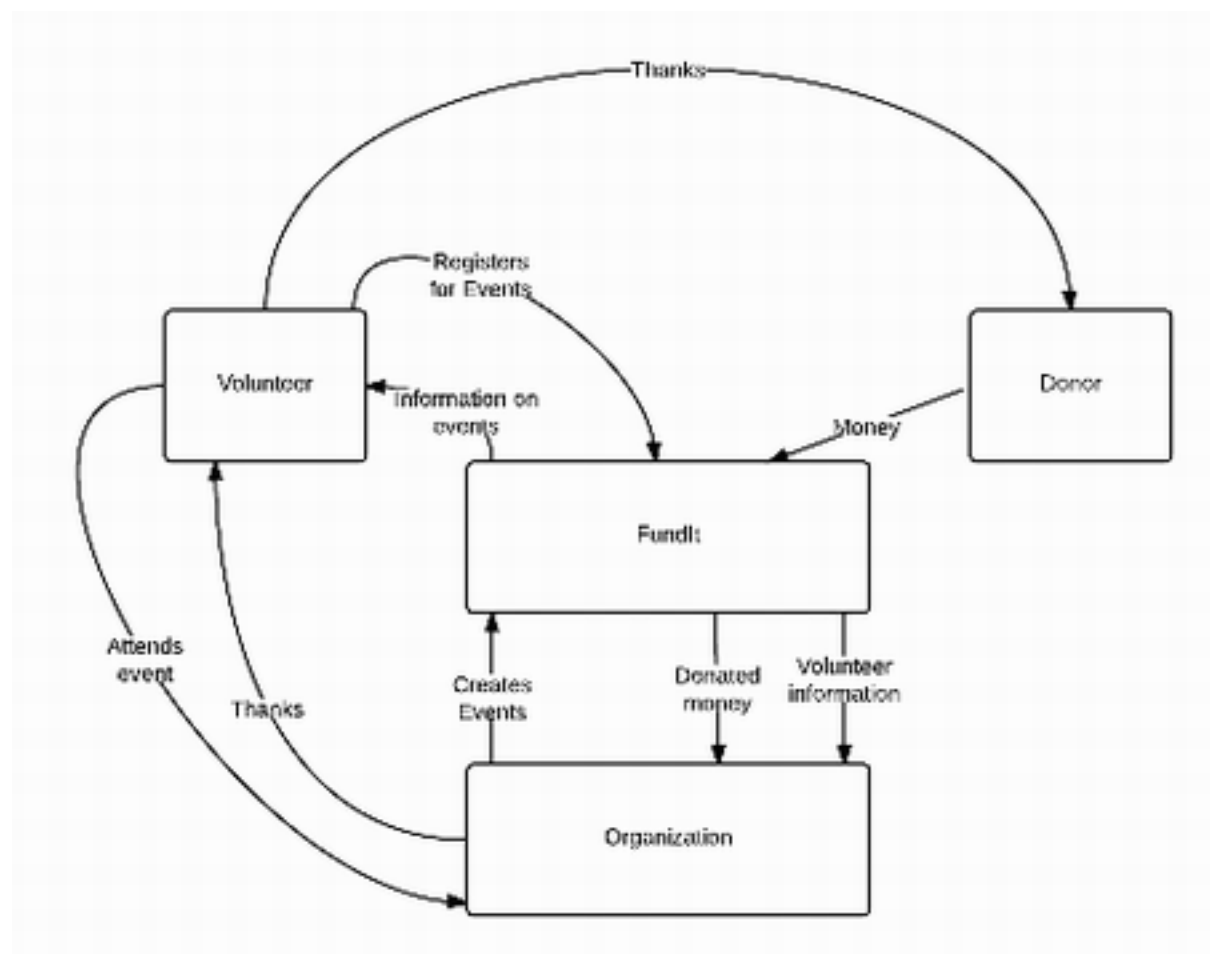 Thanks
Registers
for Events
Volunteer
Donor
Information on
events
Money
FundIt
Attends
event
Thanks
Creates
Events
Donated
money
Volunteer
information
Organization